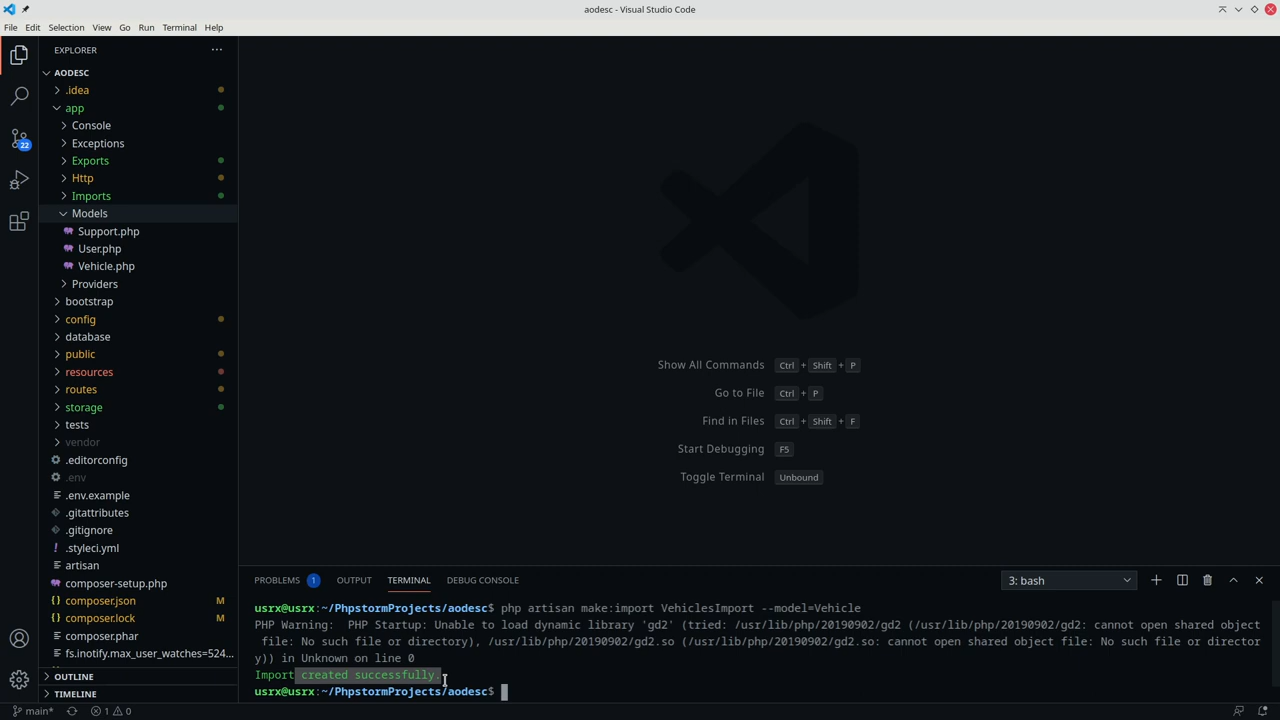 aodesc - Visual Studio Code
File Edit Selection View Go Run Terminal Help
EXPLORER
AODESC
.idea
app
Console
Exceptions
Exports
Http
Imports
Models
Support.php
User.php
Vehicle.php
Providers
bootstrap
config
database
public
resources
routes
storage
tests
vendor
.editorconfig
.env
.env.example
.gitattributes
.gitignore
.styleci.yml
artisan
composer-setup.php
composer.json M
composer.lock M
composer.phar
fs.inotify.max_user_watches=524...
OUTLINE
TIMELINE
22
Show All Commands Ctrl + Shift + P
Go to File Ctrl + P
Find in Files Ctrl + Shift + F
Start Debugging F5
Toggle Terminal Unbound
PROBLEMS 1 OUTPUT TERMINAL DEBUG CONSOLE 3: bash
usrx@usrx:~/PhpstormProjects/aodesc$ php artisan make:import VehiclesImport --model=Vehicle
PHP Warning:  PHP Startup: Unable to load dynamic library 'gd2' (tried: /usr/lib/php/20190902/gd2 (/usr/lib/php/20190902/gd2: cannot open shared object
file: No such file or directory), /usr/lib/php/20190902/gd2.so (/usr/lib/php/20190902/gd2.so: cannot open shared object file: No such file or director
y)) in Unknown on line 0
Import created successfully.
usrx@usrx:~/PhpstormProjects/aodesc$
main* 1 0